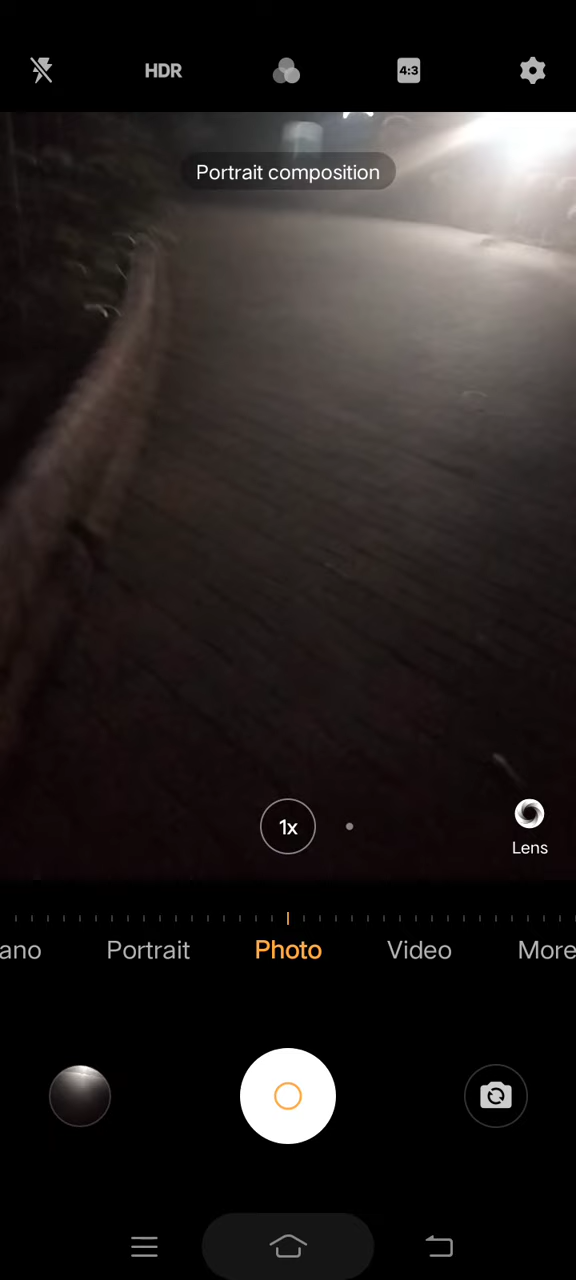 HDR
4:3
Portrait composition
1x
Lens
ano
Portrait
Photo
Video
More